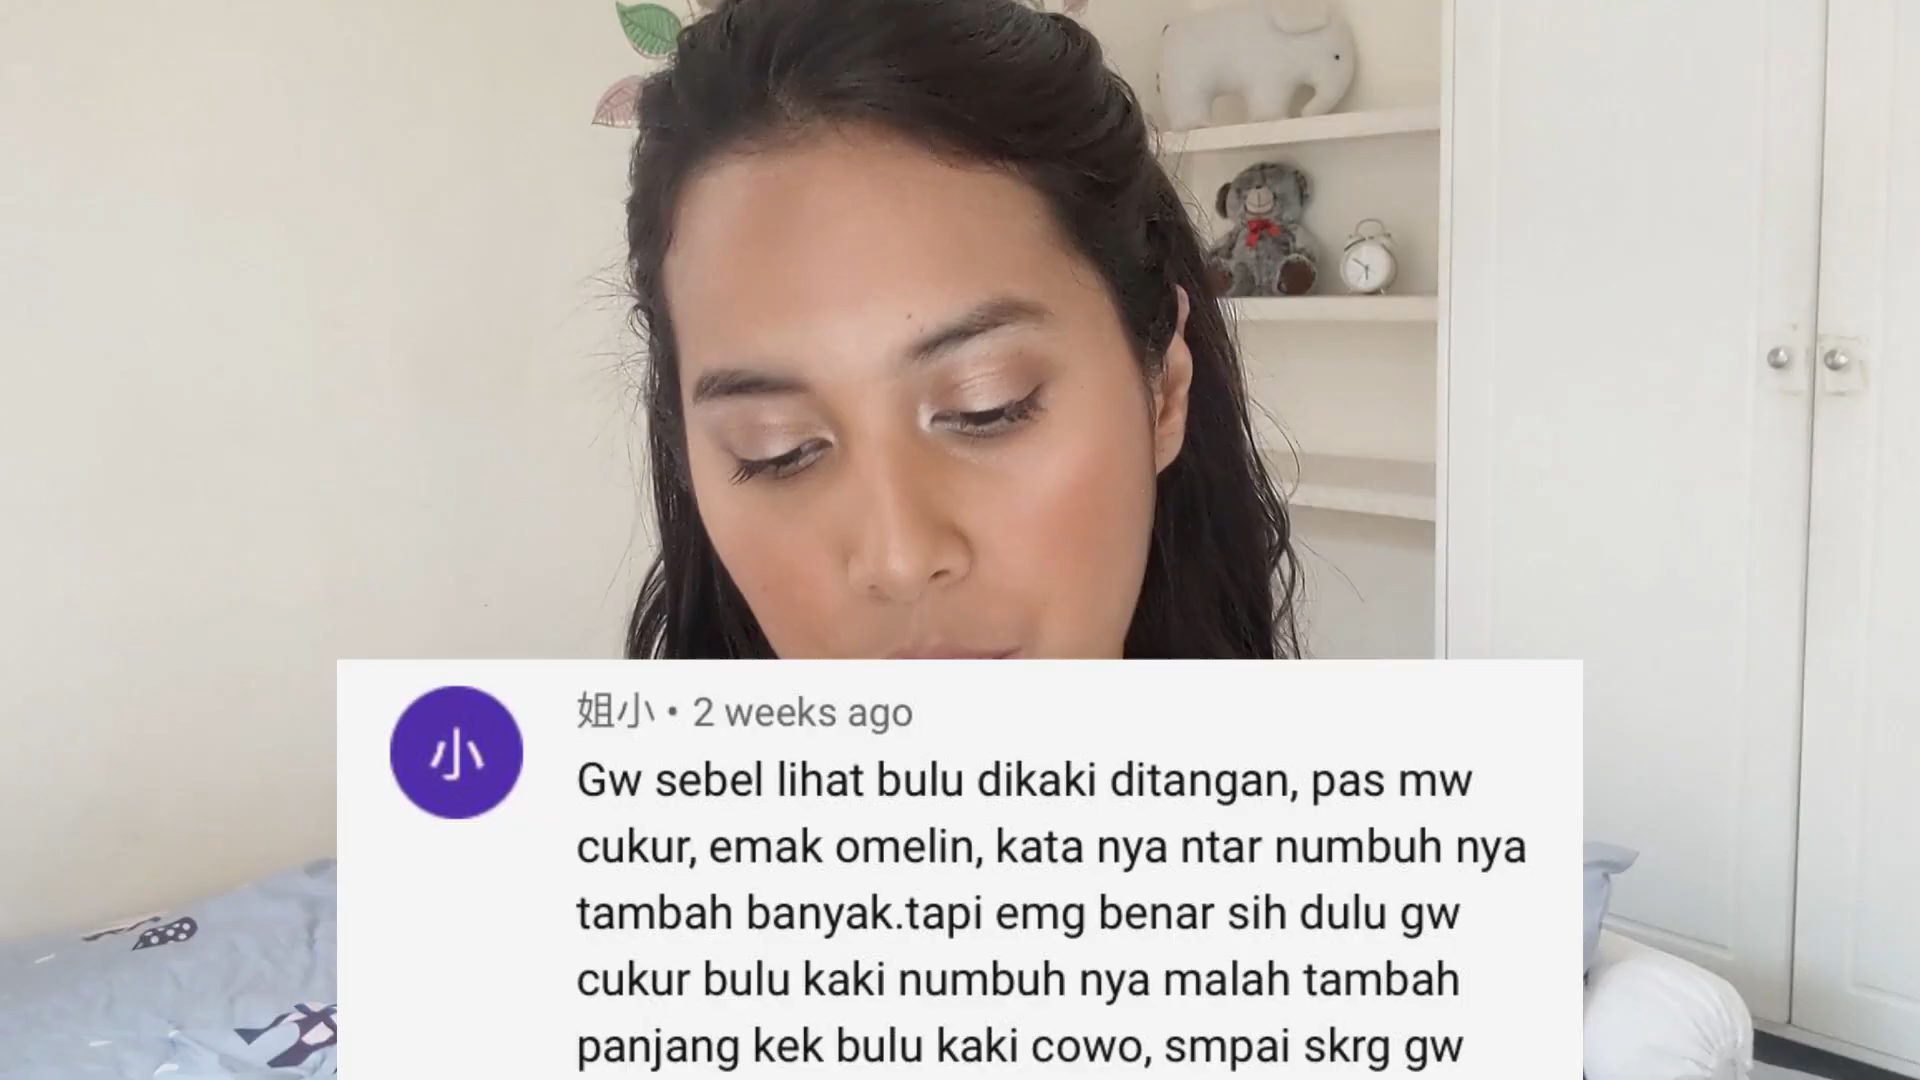 小
姐小 • 2 weeks ago
Gw sebel lihat bulu dikaki ditangan, pas mw
cukur, emak omelin, kata nya ntar numbuh nya
tambah banyak.tapi emg benar sih dulu gw
cukur bulu kaki numbuh nya malah tambah
panjang kek bulu kaki cowo, smpai skrg gw